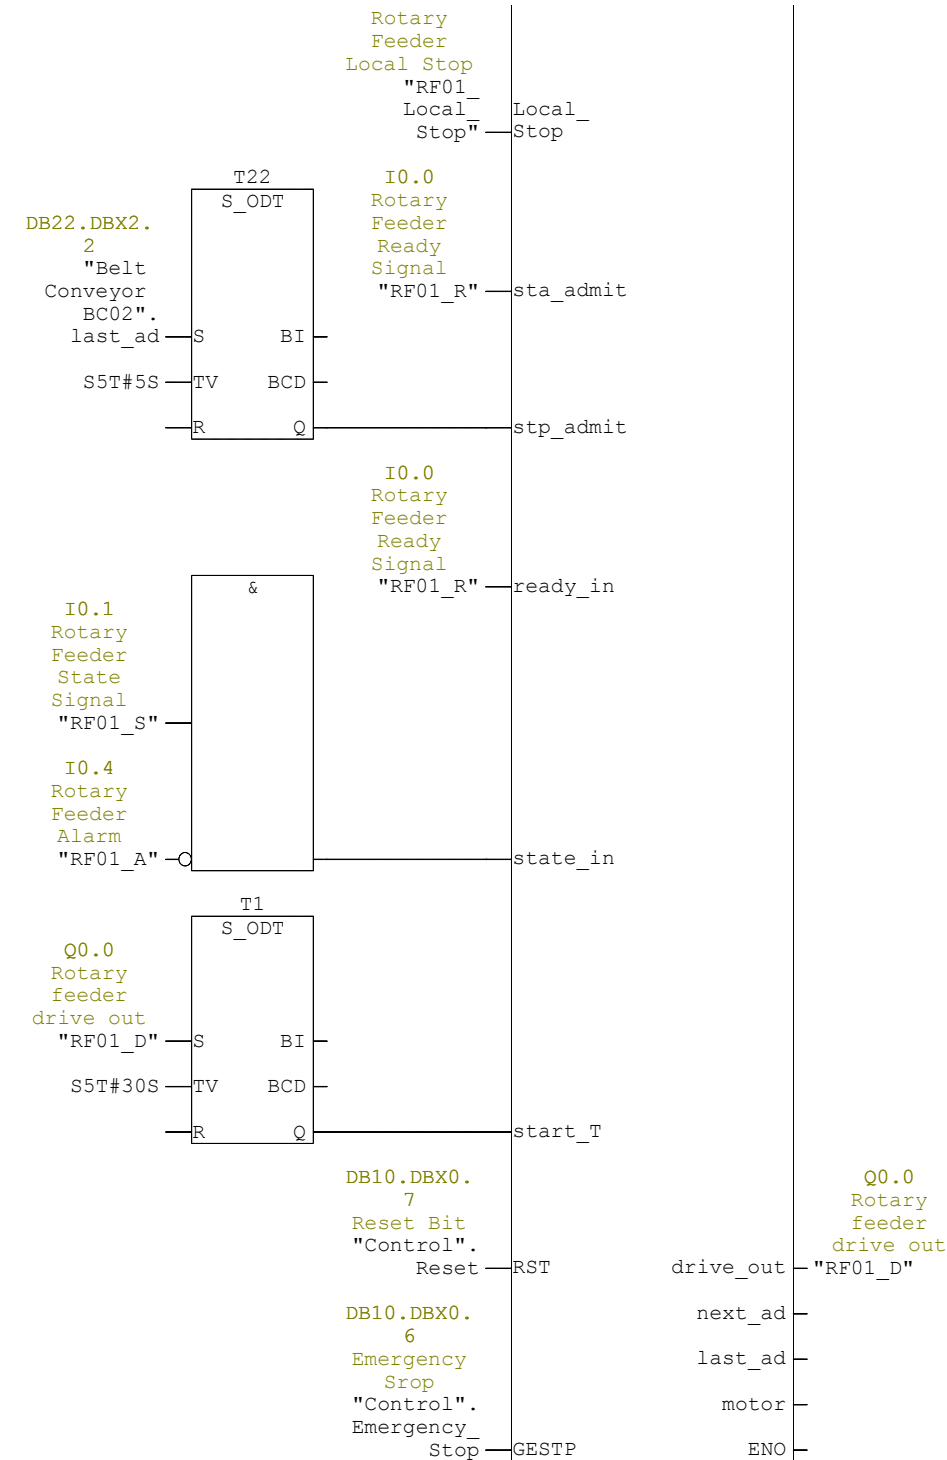 Rotary
Feeder
Local Stop
"RF01_
Local_
Stop"
Local_
Stop
T22
S_ODT
DB22.DBX2.
2
"Belt
Conveyor
BC02".
last_ad
S
BI
S5T#5S
TV
BCD
R
Q
I0.0
Rotary
Feeder
Ready
Signal
"RF01_R"
sta_admit
stp_admit
I0.0
Rotary
Feeder
Ready
Signal
"RF01_R"
ready_in
&
I0.1
Rotary
Feeder
State
Signal
"RF01_S"
I0.4
Rotary
Feeder
Alarm
"RF01_A"
state_in
T1
S_ODT
Q0.0
Rotary
feeder
drive out
"RF01_D"
S
BI
S5T#30S
TV
BCD
R
Q
start_T
DB10.DBX0.
7
Reset Bit
"Control".
Reset
RST
drive_out
Q0.0
Rotary
feeder
drive out
"RF01_D"
DB10.DBX0.
6
Emergency
Srop
"Control".
Emergency_
Stop
GESTP
next_ad
last_ad
motor
ENO